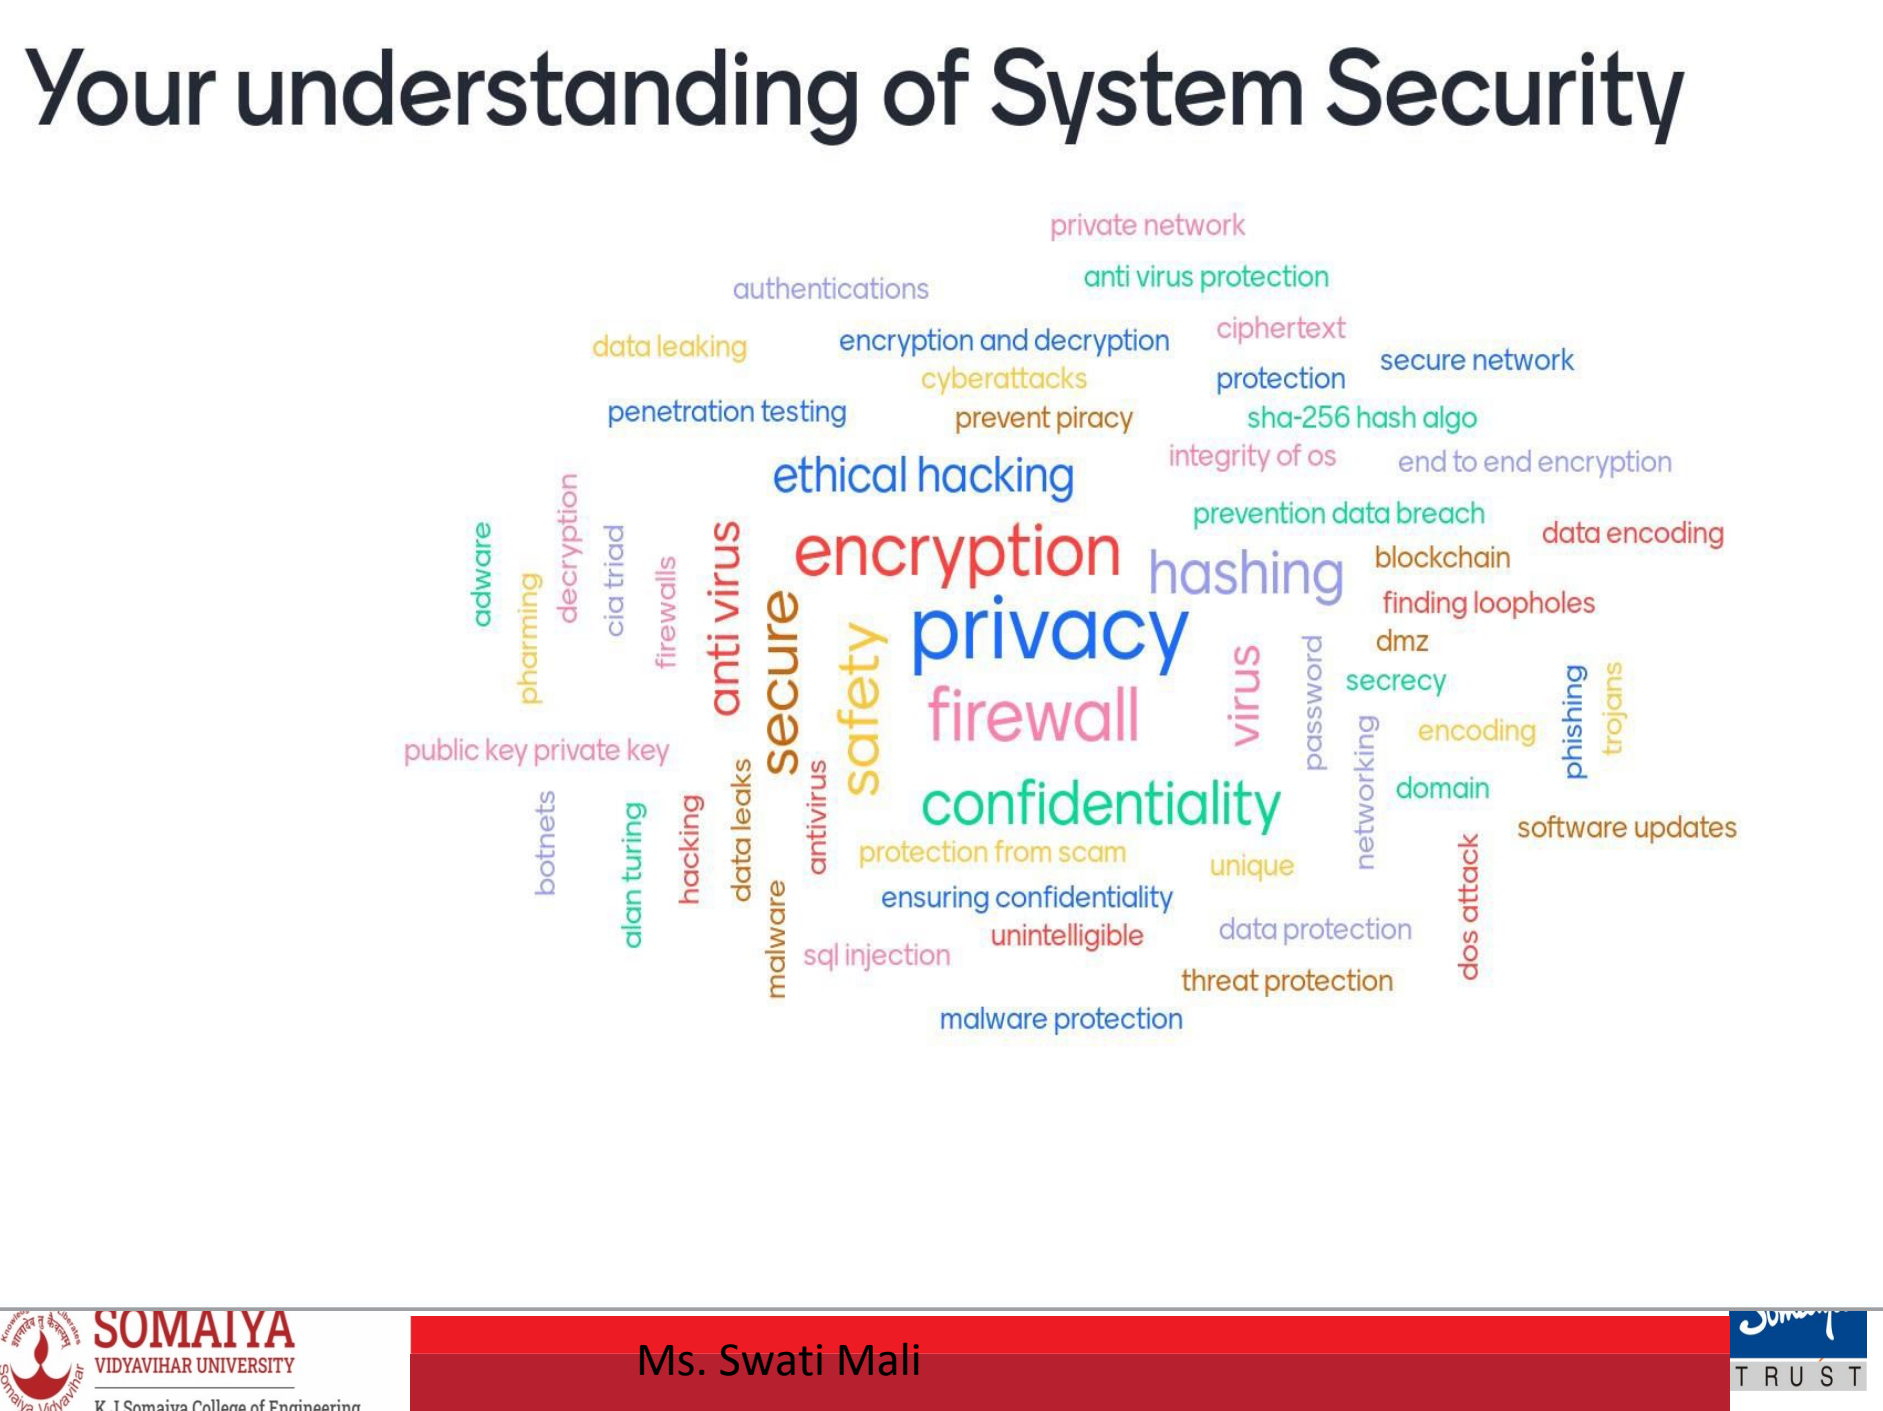 Your understanding of System Security
private network
anti virus protection
authentications
ciphertext
encryption and decryption
data leaking
secure network
cyberattacks
protection
penetration testing
prevent piracy
sha-256 hash algo
integrity of os
end to end encryption
ethical hacking
prevention data breach
data encoding
encryption
hashing
blockchain
finding loopholes
privacy
dmz
adware
pharming
decryption
cia triad
firewalls
anti virus
secure
safety
virus
password
secrecy
phishing
trojans
firewall
networking
encoding
public key private key
domain
confidentiality
software updates
botnets
alan turing
hacking
data leaks
antivirus
malware
protection from scam
unique
dos attack
ensuring confidentiality
data protection
unintelligible
sql injection
threat protection
malware protection
SOMAIYA
VIDYAVIHAR UNIVERSITY
K J Somaiya College of Engineering
Ms. Swati Mali
Somaiya
TRUST